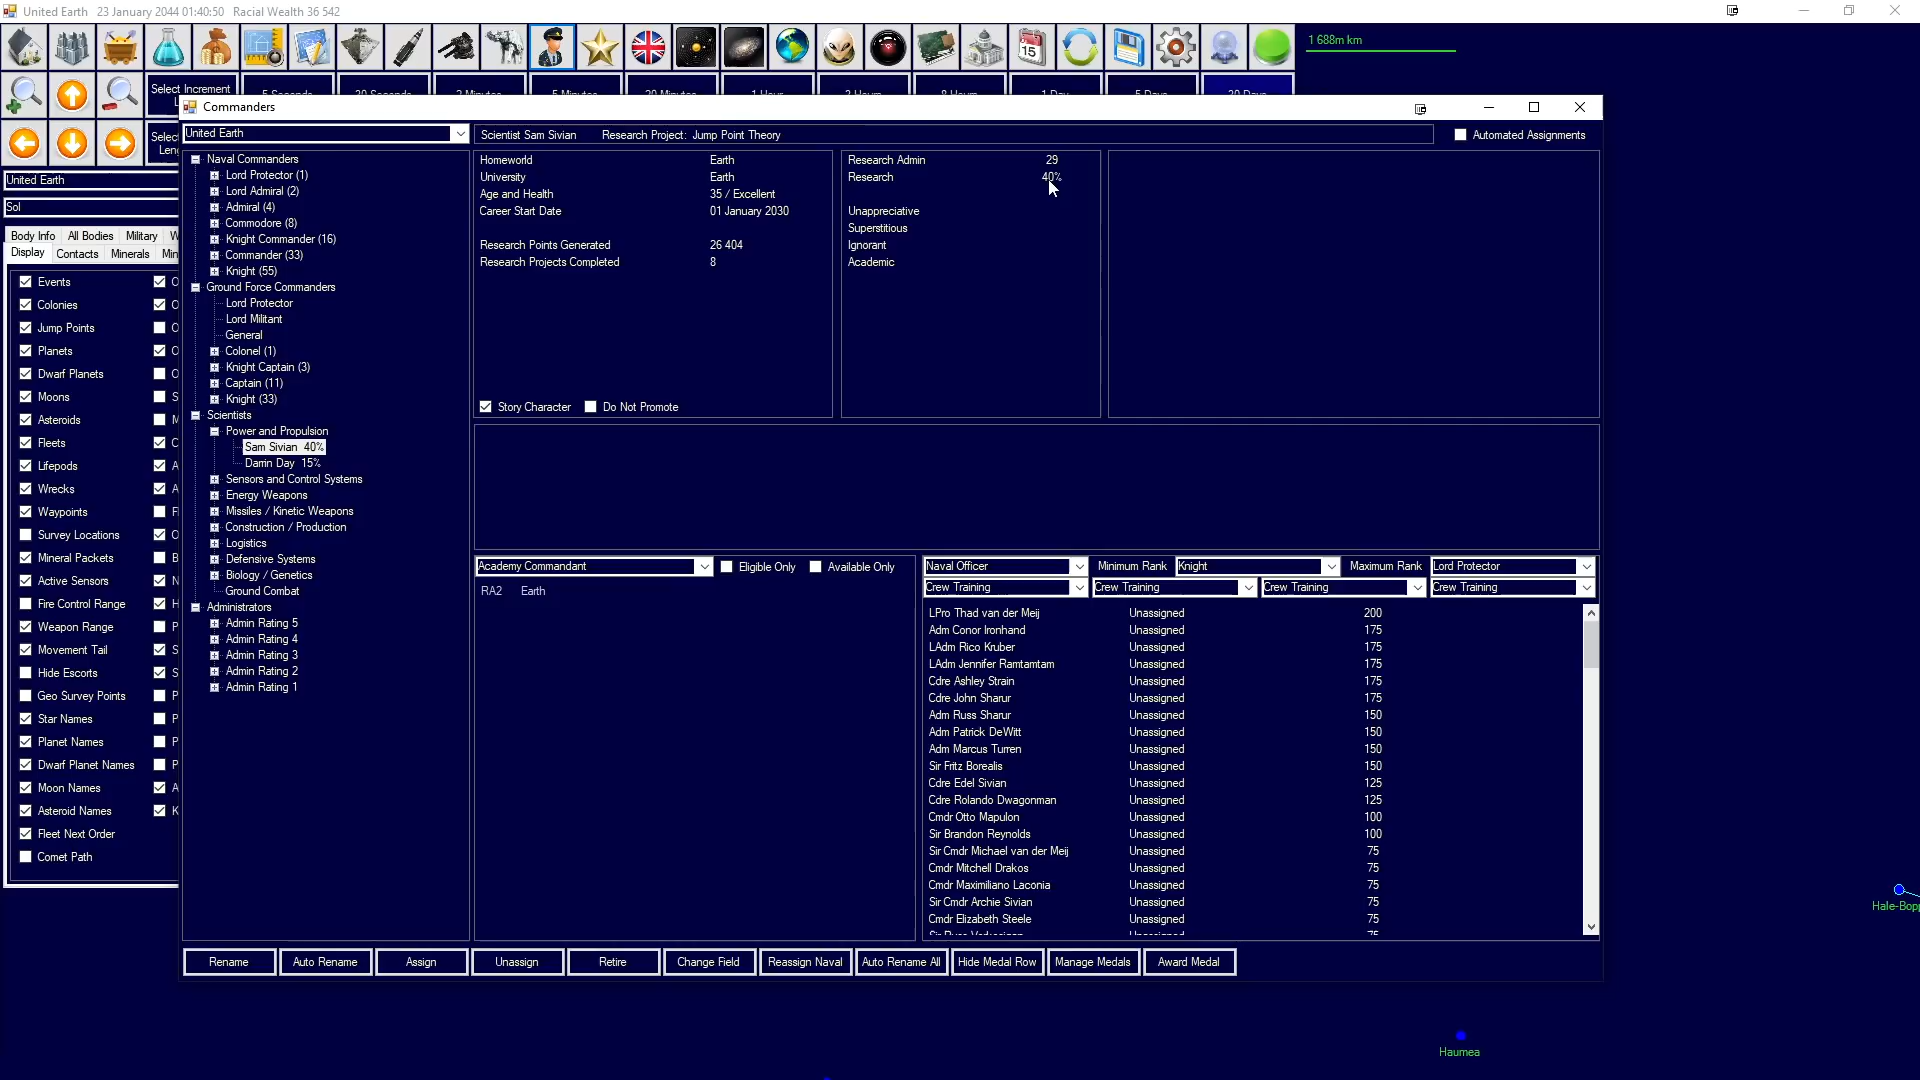 United Earth 23 January 2044 01:40:50 Racial Wealth 36 542
1 688m km
Select Increment
Commanders
United Earth
Scientist Sam Sivian Research Project: Jump Point Theory
Automated Assignments
United Earth
Sol
Body Info All Bodies Military W
Display Contacts Minerals Min
Events
Colonies
Jump Points
Planets
Dwarf Planets
Moons
Asteroids
Fleets
Lifepods
Wrecks
Waypoints
Survey Locations
Mineral Packets
Active Sensors
Fire Control Range
Weapon Range
Movement Tail
Hide Escorts
Geo Survey Points
Star Names
Planet Names
Dwarf Planet Names
Moon Names
Asteroid Names
Fleet Next Order
Comet Path
Naval Commanders
Lord Protector (1)
Lord Admiral (2)
Admiral (4)
Commodore (8)
Knight Commander (16)
Commander (33)
Knight (55)
Ground Force Commanders
Lord Protector
Lord Militant
General
Colonel (1)
Knight Captain (3)
Captain (11)
Knight (33)
Scientists
Power and Propulsion
Sam Sivian 40%
Darrin Day 15%
Sensors and Control Systems
Energy Weapons
Missiles / Kinetic Weapons
Construction / Production
Logistics
Defensive Systems
Biology / Genetics
Ground Combat
Administrators
Admin Rating 5
Admin Rating 4
Admin Rating 3
Admin Rating 2
Admin Rating 1
Homeworld Earth
University Earth
Age and Health 35 / Excellent
Career Start Date 01 January 2030
Research Points Generated 26 404
Research Projects Completed 8
Story Character Do Not Promote
Research Admin 29
Research 40%
Unappreciative
Superstitious
Ignorant
Academic
Academy Commandant Eligible Only Available Only
RA2 Earth
Naval Officer Minimum Rank Knight Maximum Rank Lord Protector
Crew Training Crew Training Crew Training Crew Training
LPro Thad van der Meij Unassigned 200
Adm Conor Ironhand Unassigned 175
LAdm Rico Kruber Unassigned 175
LAdm Jennifer Ramtamtam Unassigned 175
Cdre Ashley Strain Unassigned 175
Cdre John Sharur Unassigned 175
Adm Russ Sharur Unassigned 150
Adm Patrick DeWitt Unassigned 150
Adm Marcus Turren Unassigned 150
Sir Fritz Borealis Unassigned 150
Cdre Edel Sivian Unassigned 125
Cdre Rolando Dwagonman Unassigned 125
Cmdr Otto Mapulon Unassigned 100
Sir Brandon Reynolds Unassigned 100
Sir Cmdr Michael van der Meij Unassigned 75
Cmdr Mitchell Drakos Unassigned 75
Cmdr Maximiliano Laconia Unassigned 75
Sir Cmdr Archie Sivian Unassigned 75
Cmdr Elizabeth Steele Unassigned 75
Rename Auto Rename Assign Unassign Retire Change Field Reassign Naval Auto Rename All Hide Medal Row Manage Medals Award Medal
Hale-Bopp
Haumea